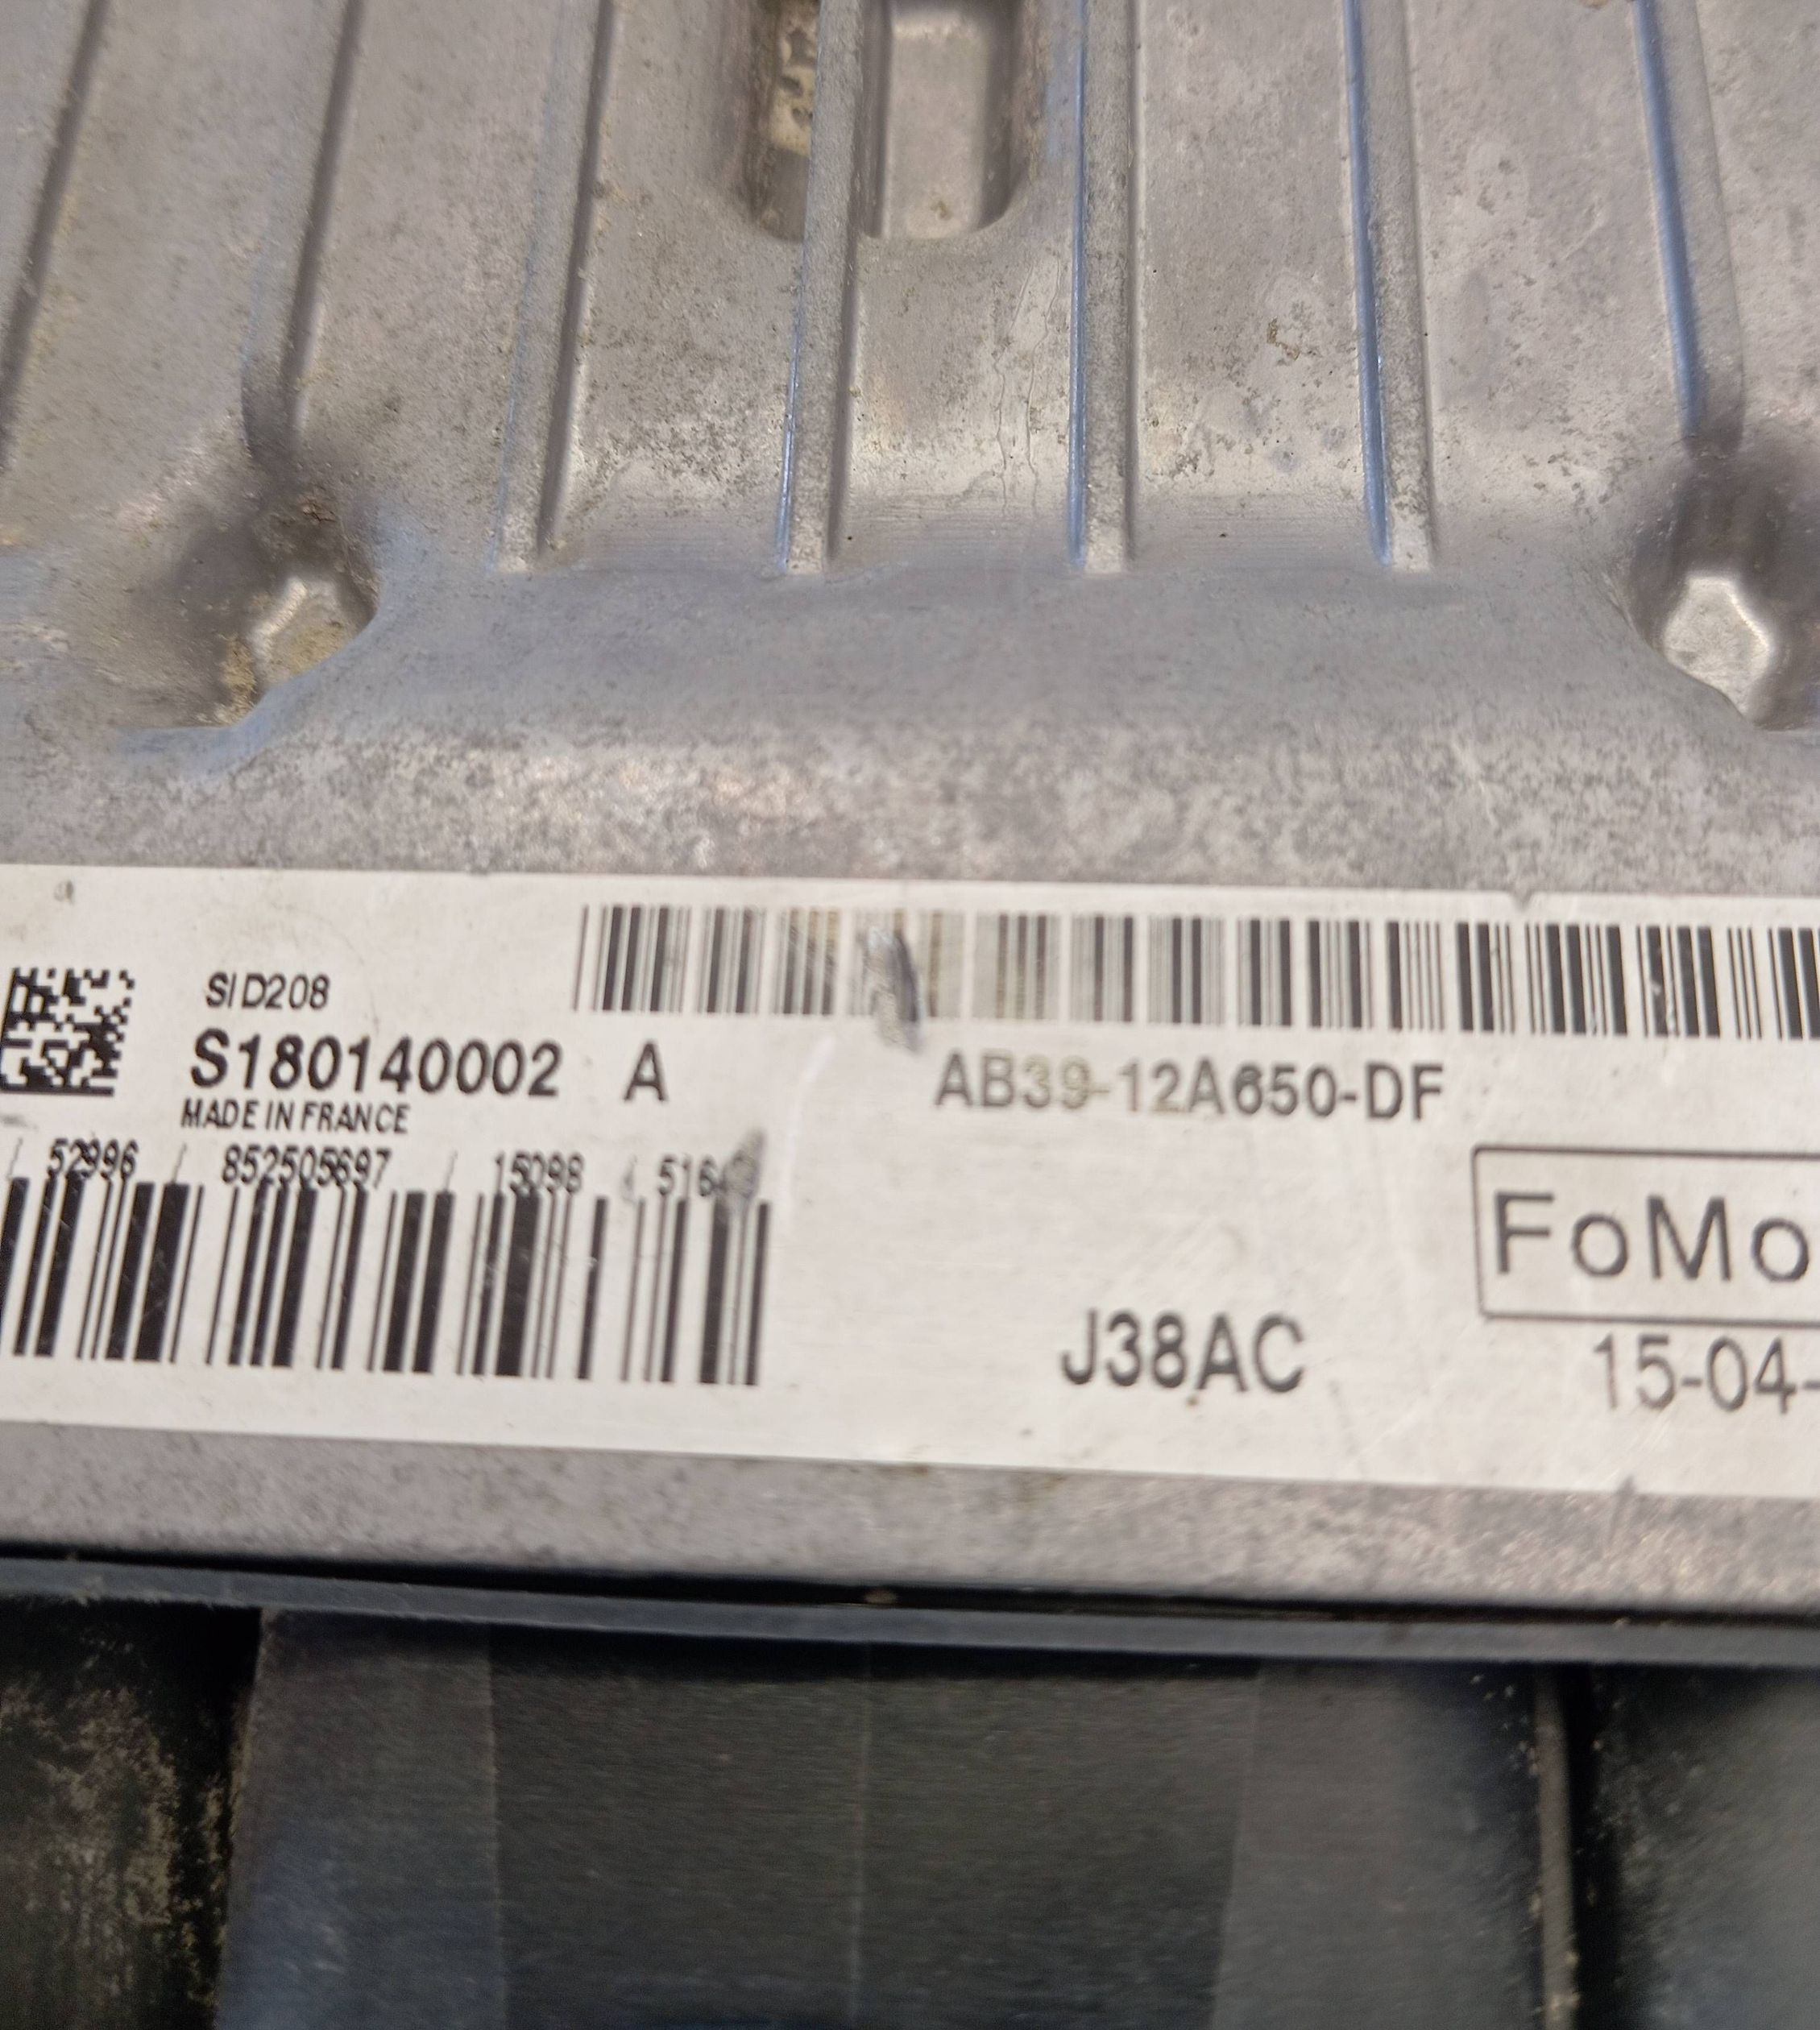 SID208
S180140002 A
AB39-12A650-DF
MADE IN FRANCE
52996 852505697 15098
FoMo
J38AC
15-04-